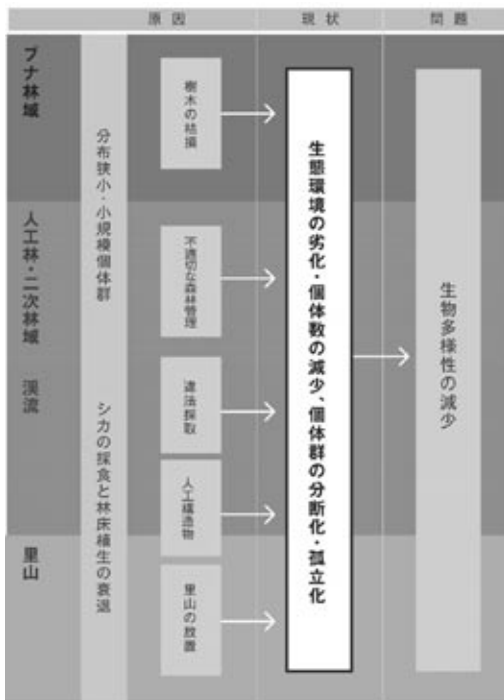 原因
現状
問題
ブナ林域
人工林・二次林域
渓流
里山
分布狭小・小規模個体群
シカの採食と林床植生の衰退
樹木の枯損
不適切な森林管理
違法採取
人工構造物
里山の放置
生態環境の劣化・個体数の減少、個体群の分断化・孤立化
生物多様性の減少